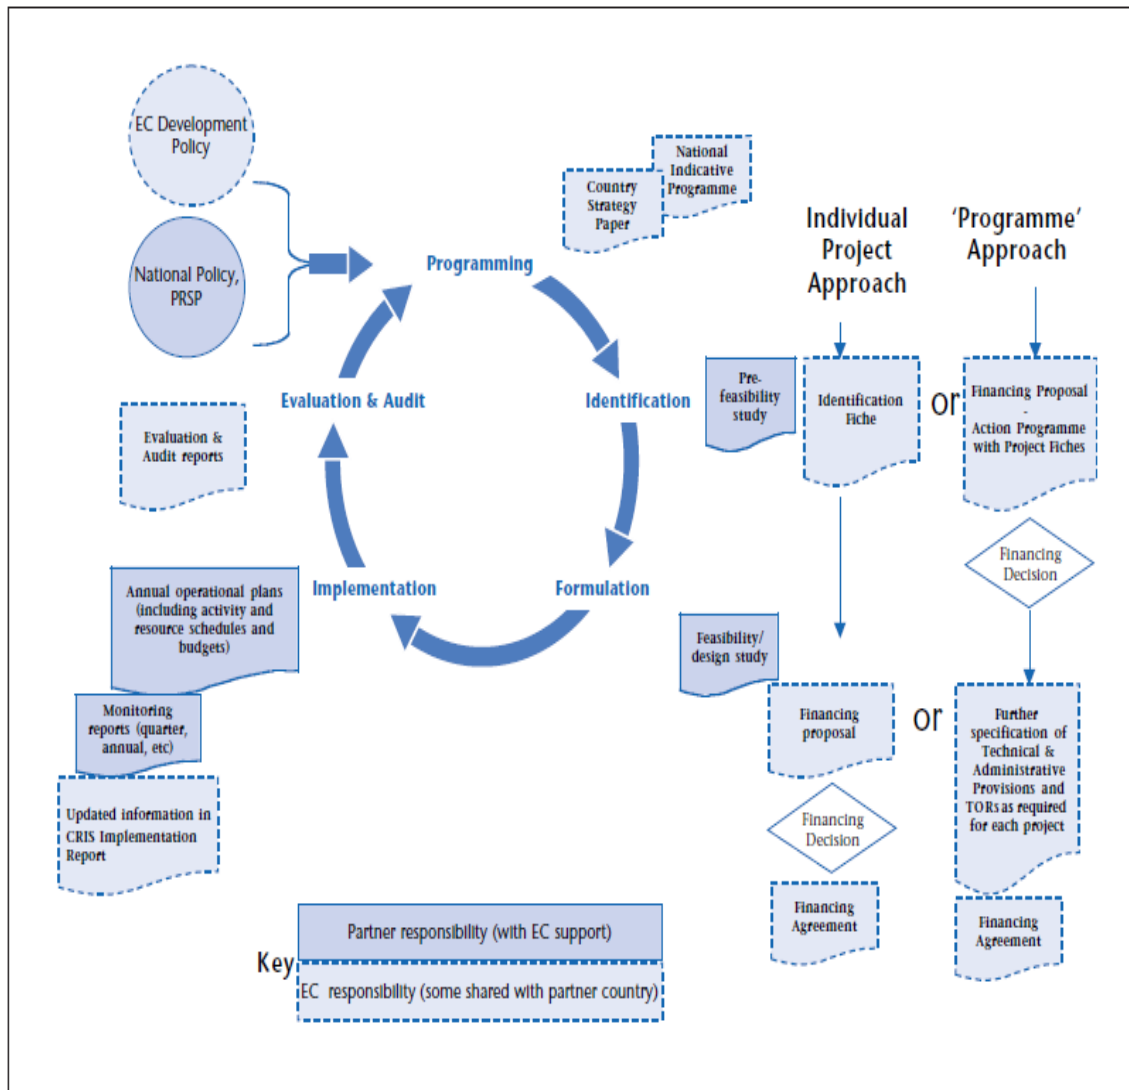 EC Development
Policy
National Policy,
PRSP
Programming
Country
Strategy
Paper
National
Indicative
Programme
Individual
Project
Approach
'Programme'
Approach
Evaluation & Audit
Identification
Pre-
feasibility
study
Identification
Fiche
or
Financing Proposal
-
Action Programme
with Project Fiches
Evaluation &
Audit reports
Financing
Decision
Implementation
Formulation
Annual operational plans
(including activity and
resource schedules and
budgets)
Feasibility/
design study
Monitoring
reports (quarter,
annual, etc)
Financing
proposal
or
Further
specification of
Technical &
Administrative
Provisions and
TORs as required
for each project
Updated information in
CRIS Implementation
Report
Financing
Decision
Financing
Agreement
Financing
Agreement
Key
Partner responsibility (with EC support)
EC responsibility (some shared with partner country)